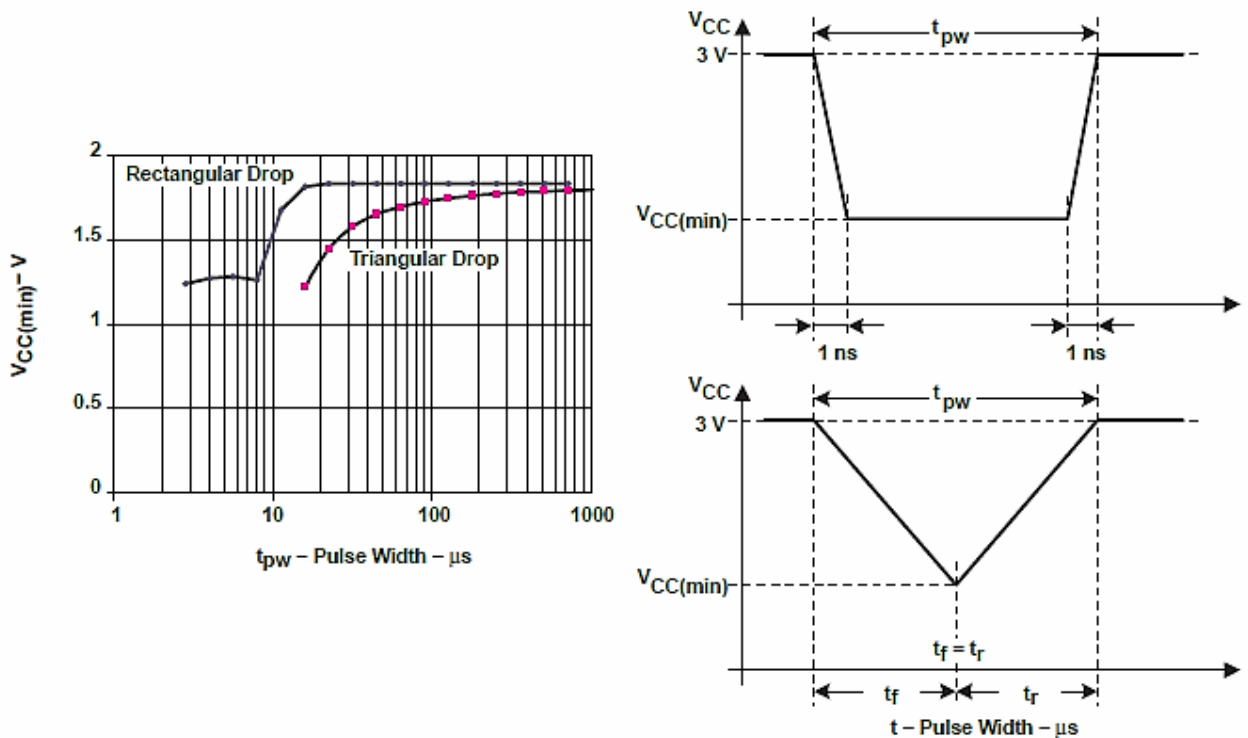 2
Rectangular Drop
1.5
Triangular Drop
1
0.5
0
VCC(min) – V
1 10 100 1000
tpw – Pulse Width – μs
VCC
tpw
3 V
VCC(min)
1 ns 1 ns
VCC
tpw
3 V
VCC(min)
tf = tr
tf tr
t – Pulse Width – μs